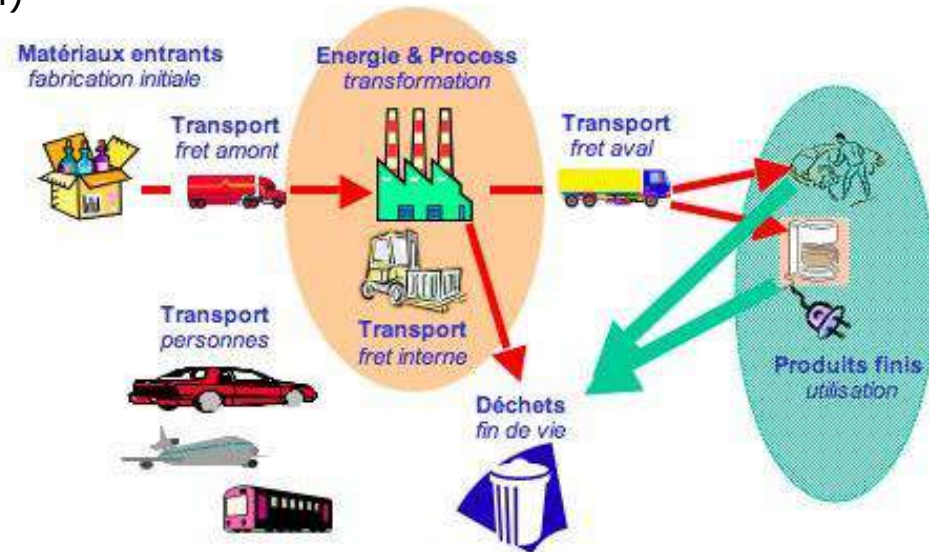 Matériaux entrants
fabrication initiale
Energie & Process
transformation
Transport
fret amont
Transport
fret aval
Transport
fret interne
Transport
personnes
Déchets
fin de vie
Produits finis
utilisation